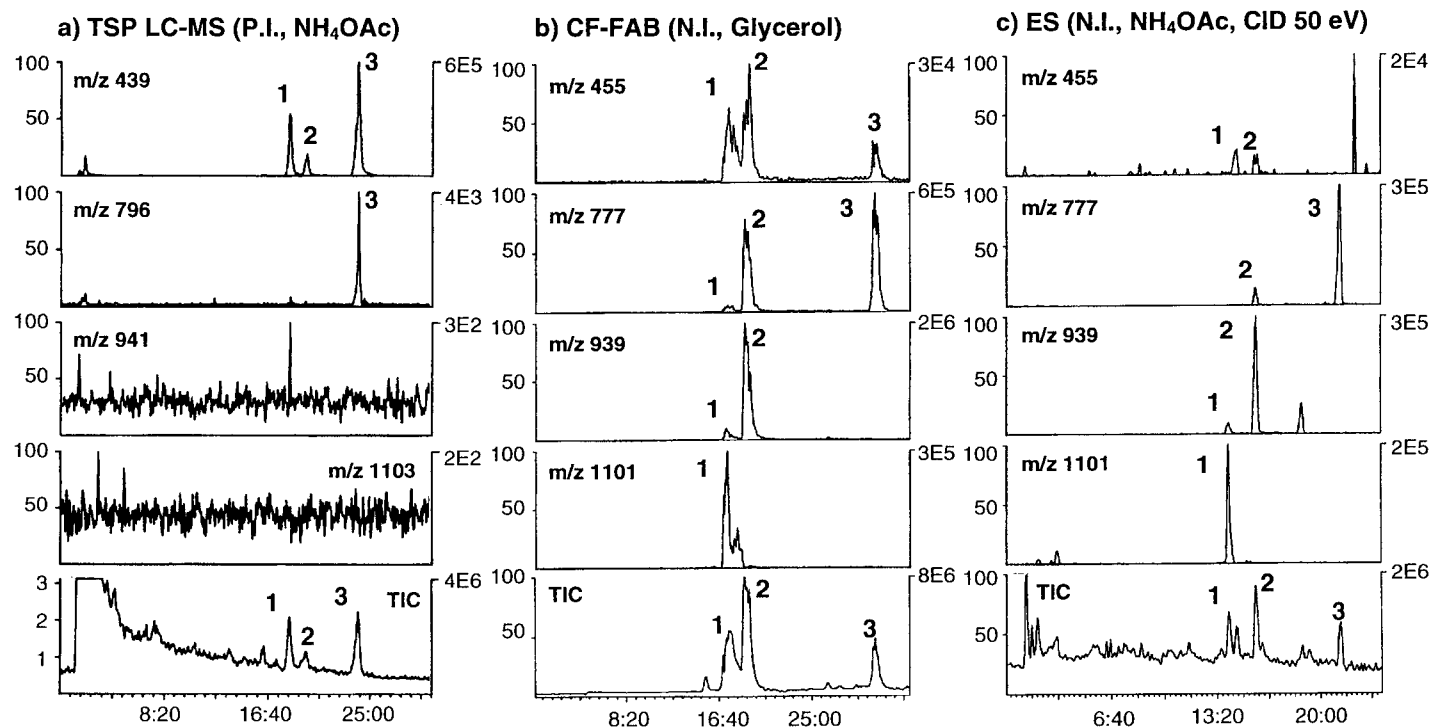 a) TSP LC-MS (P.I., NH₄OAc)
100
50
m/z 439
1
2
3
6E5
100
50
m/z 796
3
4E3
100
50
m/z 941
3E2
100
50
m/z 1103
2E2
3
2
1
TIC
1
2
3
4E6
8:20 16:40 25:00
b) CF-FAB (N.I., Glycerol)
100
50
m/z 455
1
2
3
3E4
100
50
m/z 777
1
2
3
6E5
100
50
m/z 939
1
2
2E6
100
50
m/z 1101
1
3E5
100
50
TIC
1
2
3
8E6
8:20 16:40 25:00
c) ES (N.I., NH₄OAc, CID 50 eV)
100
50
m/z 455
1
2
2E4
100
50
m/z 777
2
3
3E5
100
50
m/z 939
1
2
3E5
100
50
m/z 1101
1
2E5
100
50
TIC
1
2
3
2E6
6:40 13:20 20:00